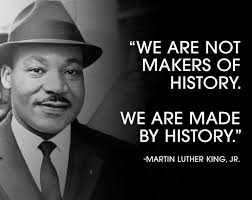 “WE ARE NOT
MAKERS OF
HISTORY.
WE ARE MADE
BY HISTORY.”
-MARTIN LUTHER KING, JR.